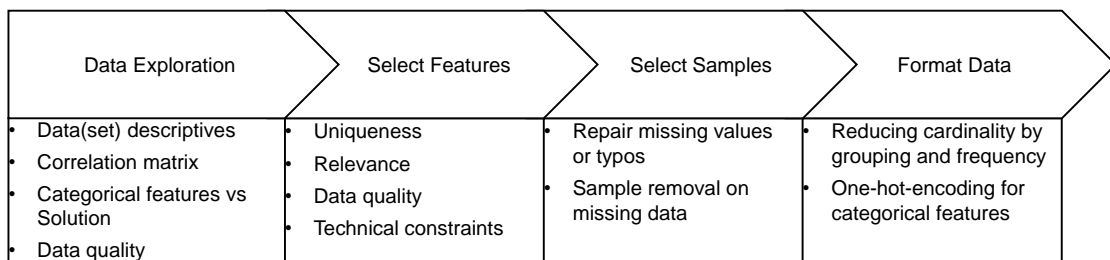 Data Exploration
Select Features
Select Samples
Format Data
• Data(set) descriptives
• Correlation matrix
• Categorical features vs
Solution
• Data quality
• Uniqueness
• Relevance
• Data quality
• Technical constraints
• Repair missing values
or typos
• Sample removal on
missing data
• Reducing cardinality by
grouping and frequency
• One-hot-encoding for
categorical features